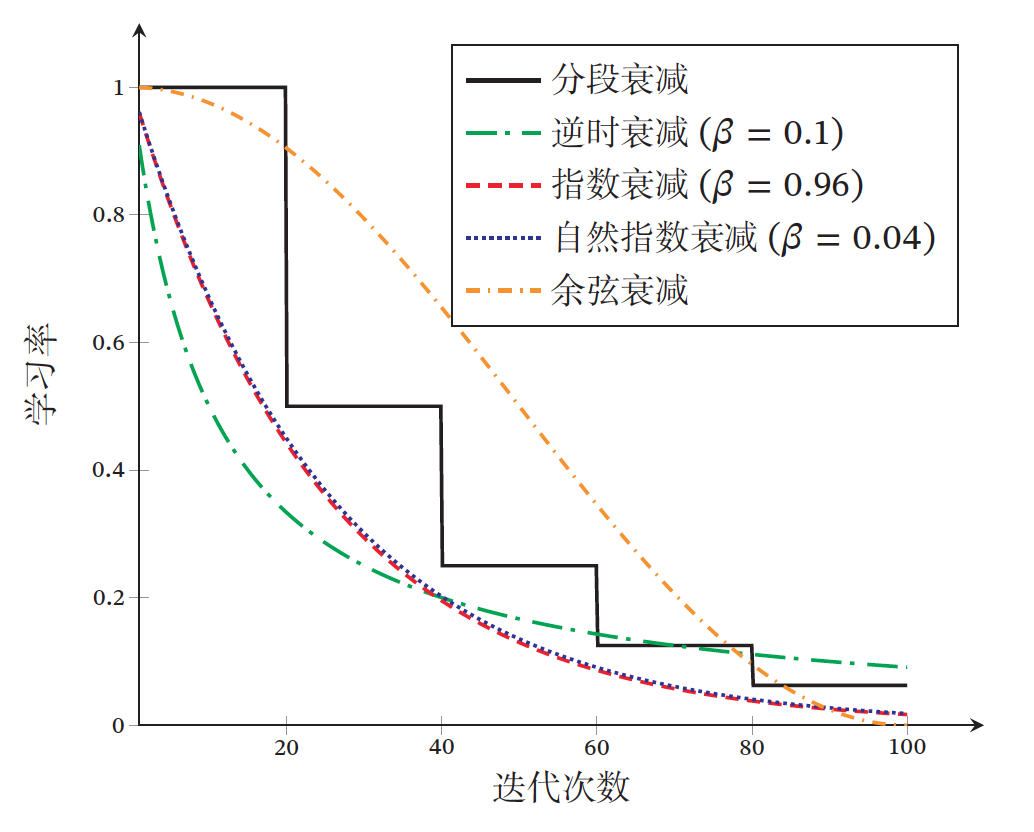 分段衰减
逆时衰减 (β = 0.1)
指数衰减 (β = 0.96)
自然指数衰减 (β = 0.04)
余弦衰减
学习率
1
0.8
0.6
0.4
0.2
0
20 40 60 80 100
迭代次数